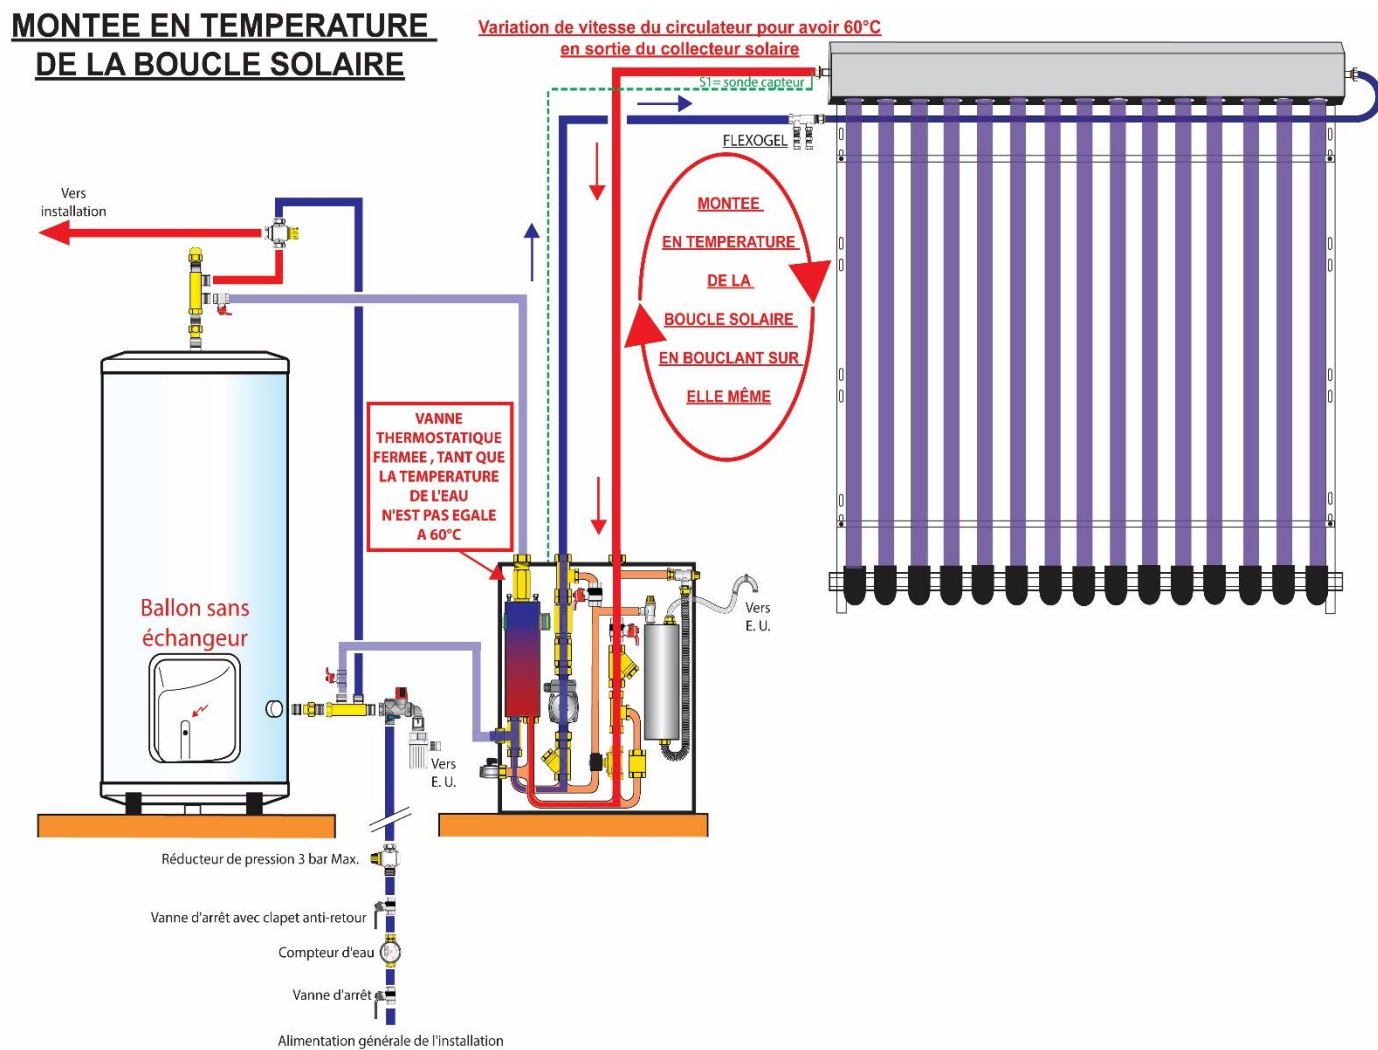 MONTEE EN TEMPERATURE
DE LA BOUCLE SOLAIRE
Variation de vitesse du circulateur pour avoir 60°C
en sortie du collecteur solaire
S1= sonde capteur
FLEXOGEL
Vers
installation
MONTEE
EN TEMPERATURE
DE LA
BOUCLE SOLAIRE
EN BOUCLANT SUR
ELLE MÊME
VANNE
THERMOSTATIQUE
FERMEE , TANT QUE
LA TEMPERATURE
DE L'EAU
N'EST PAS EGALE
A 60°C
Ballon sans
échangeur
Vers
E. U.
Vers
E. U.
Réducteur de pression 3 bar Max.
Vanne d'arrêt avec clapet anti-retour
Compteur d'eau
Vanne d'arrêt
Alimentation générale de l'installation